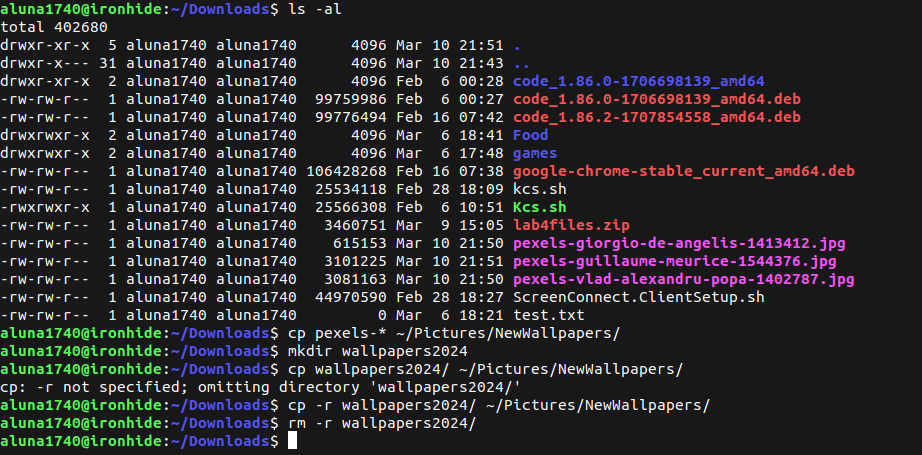 aluna1740@ironhide:~/Downloads$ ls -al
total 402680
drwxr-xr-x  5 aluna1740 aluna1740      4096 Mar 10 21:51 .
drwxr-x--- 31 aluna1740 aluna1740      4096 Mar 10 21:43 ..
drwxr-xr-x  2 aluna1740 aluna1740      4096 Feb  6 00:28 code_1.86.0-1706698139_amd64
-rw-rw-r--  1 aluna1740 aluna1740  99759986 Feb  6 00:27 code_1.86.0-1706698139_amd64.deb
-rw-rw-r--  1 aluna1740 aluna1740  99776494 Feb 16 07:42 code_1.86.2-1707854558_amd64.deb
drwxrwxr-x  2 aluna1740 aluna1740      4096 Mar  6 18:41 Food
drwxrwxr-x  2 aluna1740 aluna1740      4096 Mar  6 17:48 games
-rw-rw-r--  1 aluna1740 aluna1740 106428268 Feb 16 07:38 google-chrome-stable_current_amd64.deb
-rw-rw-r--  1 aluna1740 aluna1740  25534118 Feb 28 18:09 kcs.sh
-rwxrwxr-x  1 aluna1740 aluna1740  25566308 Feb  6 10:51 Kcs.sh
-rw-rw-r--  1 aluna1740 aluna1740   3460751 Mar  9 15:05 lab4files.zip
-rw-rw-r--  1 aluna1740 aluna1740    615153 Mar 10 21:50 pexels-giorgio-de-angelis-1413412.jpg
-rw-rw-r--  1 aluna1740 aluna1740   3101225 Mar 10 21:51 pexels-guillaume-meurice-1544376.jpg
-rw-rw-r--  1 aluna1740 aluna1740   3081163 Mar 10 21:50 pexels-vlad-alexandru-popa-1402787.jpg
-rw-rw-r--  1 aluna1740 aluna1740  44970590 Feb 28 18:27 ScreenConnect.ClientSetup.sh
-rw-rw-r--  1 aluna1740 aluna1740         0 Mar  6 18:21 test.txt
aluna1740@ironhide:~/Downloads$ cp pexels-* ~/Pictures/NewWallpapers/
aluna1740@ironhide:~/Downloads$ mkdir wallpapers2024
aluna1740@ironhide:~/Downloads$ cp wallpapers2024/ ~/Pictures/NewWallpapers/
cp: -r not specified; omitting directory 'wallpapers2024/'
aluna1740@ironhide:~/Downloads$ cp -r wallpapers2024/ ~/Pictures/NewWallpapers/
aluna1740@ironhide:~/Downloads$ rm -r wallpapers2024/
aluna1740@ironhide:~/Downloads$